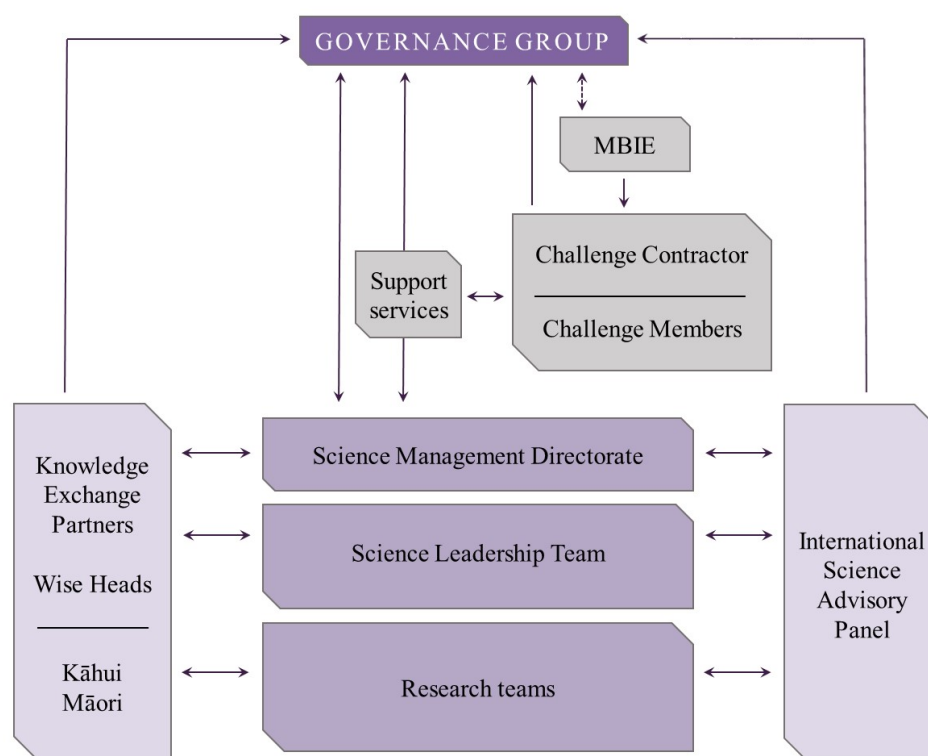 GOVERNANCE GROUP
MBIE
Challenge Contractor
Challenge Members
Support
services
Science Management Directorate
Science Leadership Team
Research teams
Knowledge
Exchange
Partners
Wise Heads
Kāhui
Māori
International
Science
Advisory
Panel